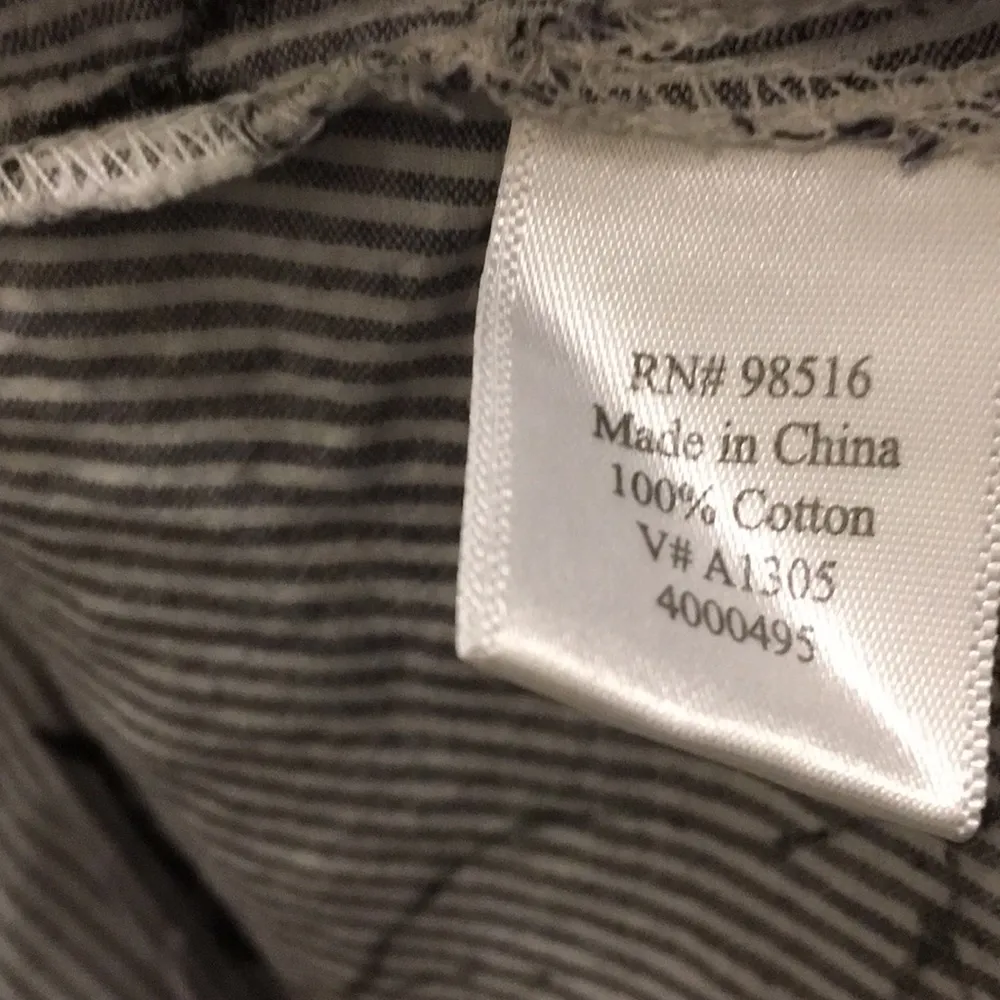 RN# 98516
Made in China
100% Cotton
V# A1305
4000495